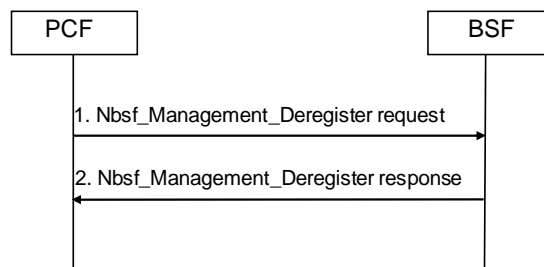 PCF
BSF
1. Nbsf_Management_Deregister request
2. Nbsf_Management_Deregister response